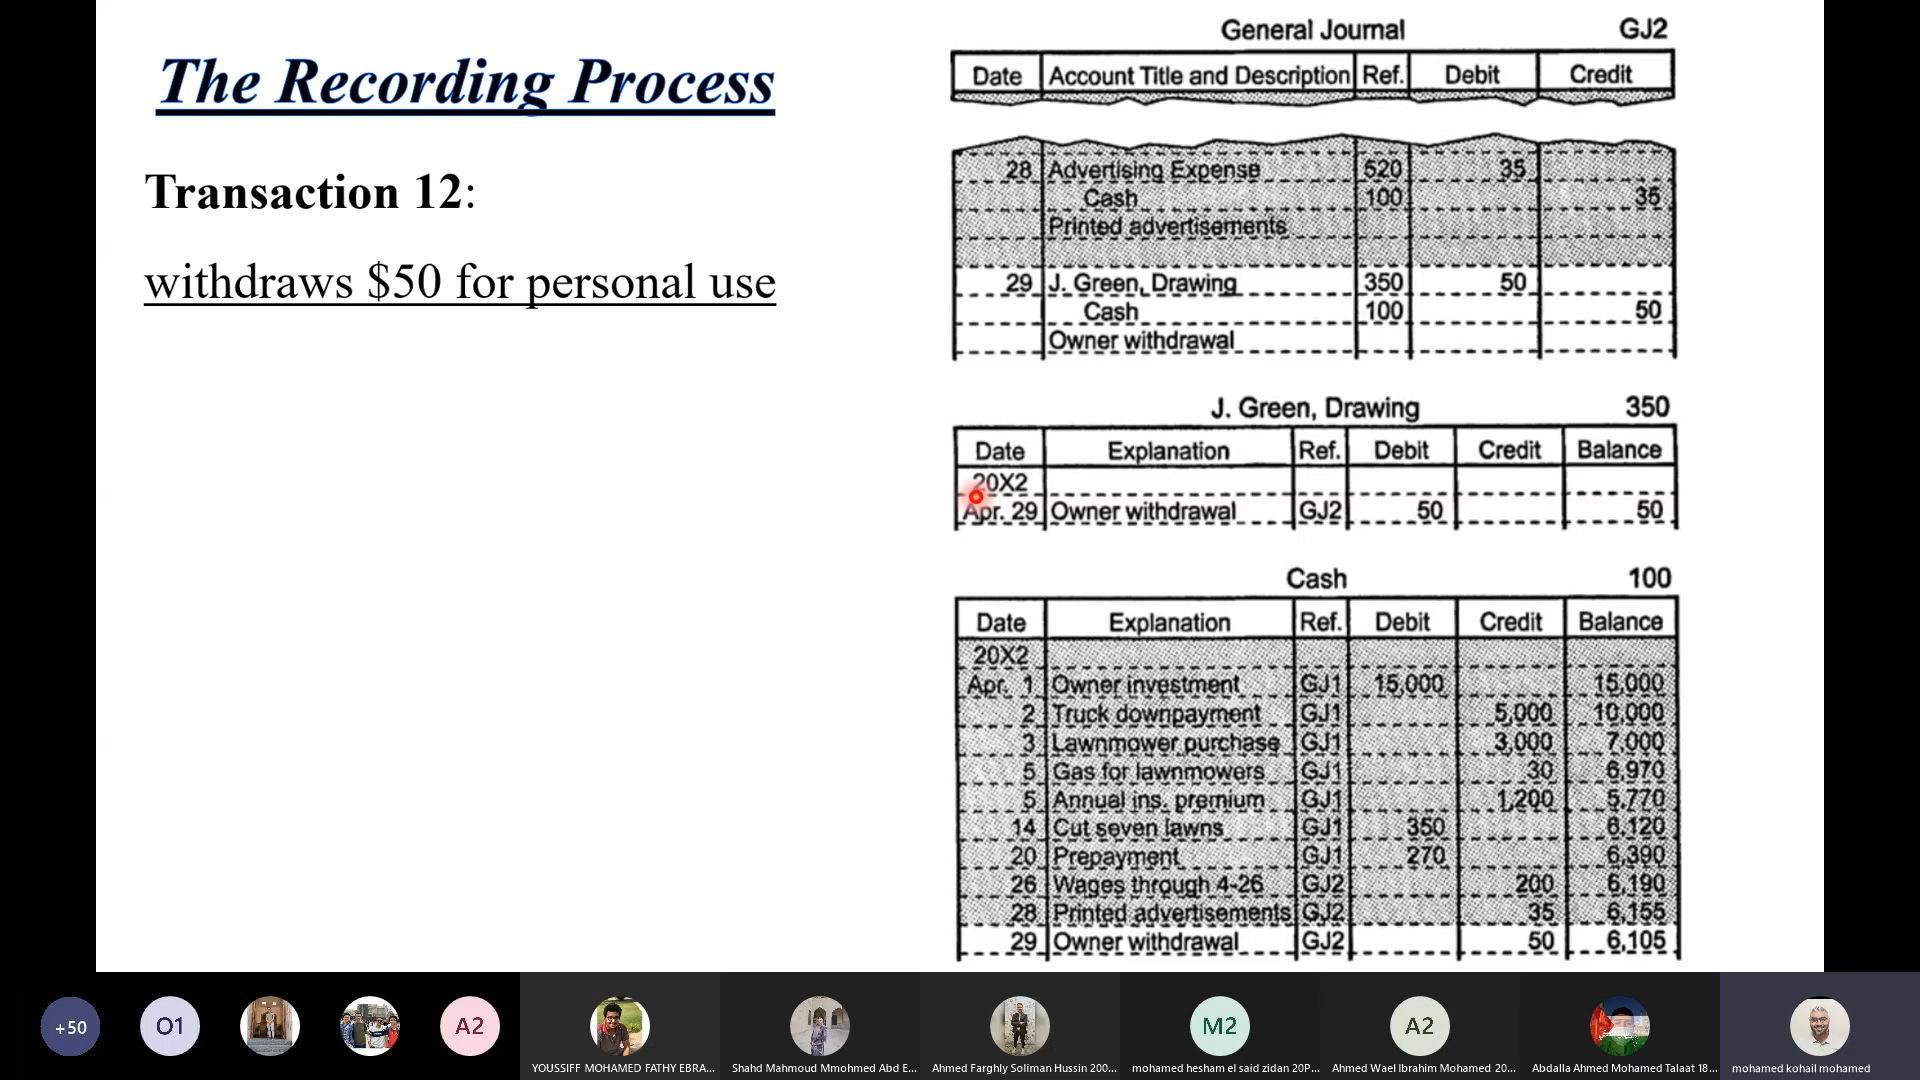 The Recording Process
Transaction 12:
withdraws $50 for personal use
General Journal GJ2
Date Account Title and Description Ref. Debit Credit
28 Advertising Expense 520 35
Cash 100 35
Printed advertisements
29 J. Green, Drawing 350 50
Cash 100 50
Owner withdrawal
J. Green, Drawing 350
Date Explanation Ref. Debit Credit Balance
20X2
Apr. 29 Owner withdrawal GJ2 50 50
Cash 100
Date Explanation Ref. Debit Credit Balance
20X2
Apr. 1 Owner investment GJ1 15,000 15,000
2 Truck downpayment GJ1 5,000 10,000
3 Lawnmower purchase GJ1 3,000 7,000
5 Gas for lawnmowers GJ1 30 6,970
5 Annual ins. premium GJ1 1,200 5,770
14 Cut seven lawns GJ1 350 6,120
20 Prepayment GJ1 270 6,390
26 Wages through 4-26 GJ2 200 6,190
28 Printed advertisements GJ2 35 6,155
29 Owner withdrawal GJ2 50 6,105
+50 O1 A2 M2 A2
YOUSSIFF MOHAMED FATHY EBRA... Shahd Mahmoud Mmohmed Abd E... Ahmed Farghly Soliman Hussin 200... mohamed hesham el said zidan 20P... Ahmed Wael Ibrahim Mohamed 20... Abdalla Ahmed Mohamed Talaat 18... mohamed kohail mohamed